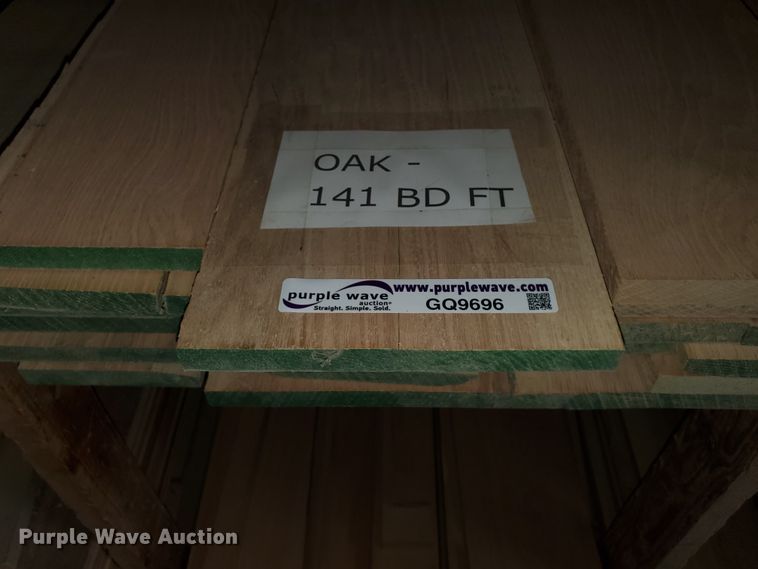 OAK -
141 BD FT
purple wave
auction®
Straight. Simple. Sold.
www.purplewave.com
GQ9696
Purple Wave Auction